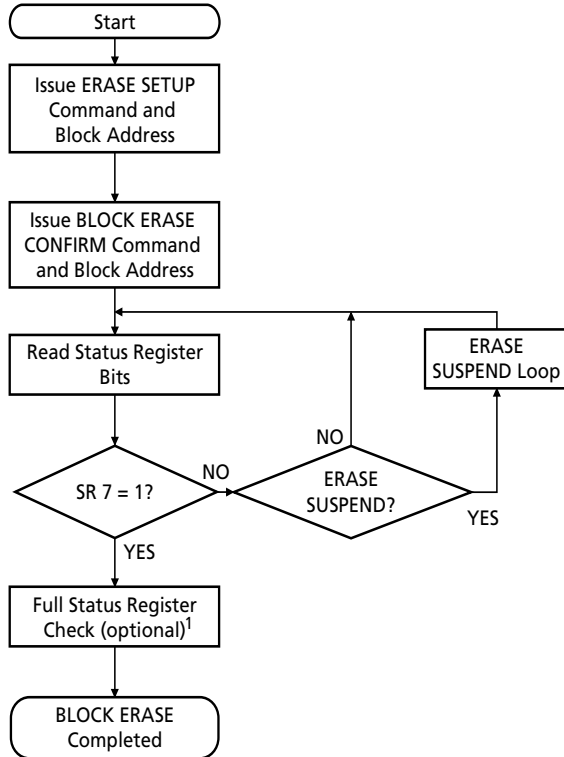 Start
Issue ERASE SETUP
Command and
Block Address
Issue BLOCK ERASE
CONFIRM Command
and Block Address
Read Status Register
Bits
ERASE
SUSPEND Loop
NO
SR 7 = 1?
NO
ERASE
SUSPEND?
YES
YES
Full Status Register
Check (optional)¹
BLOCK ERASE
Completed